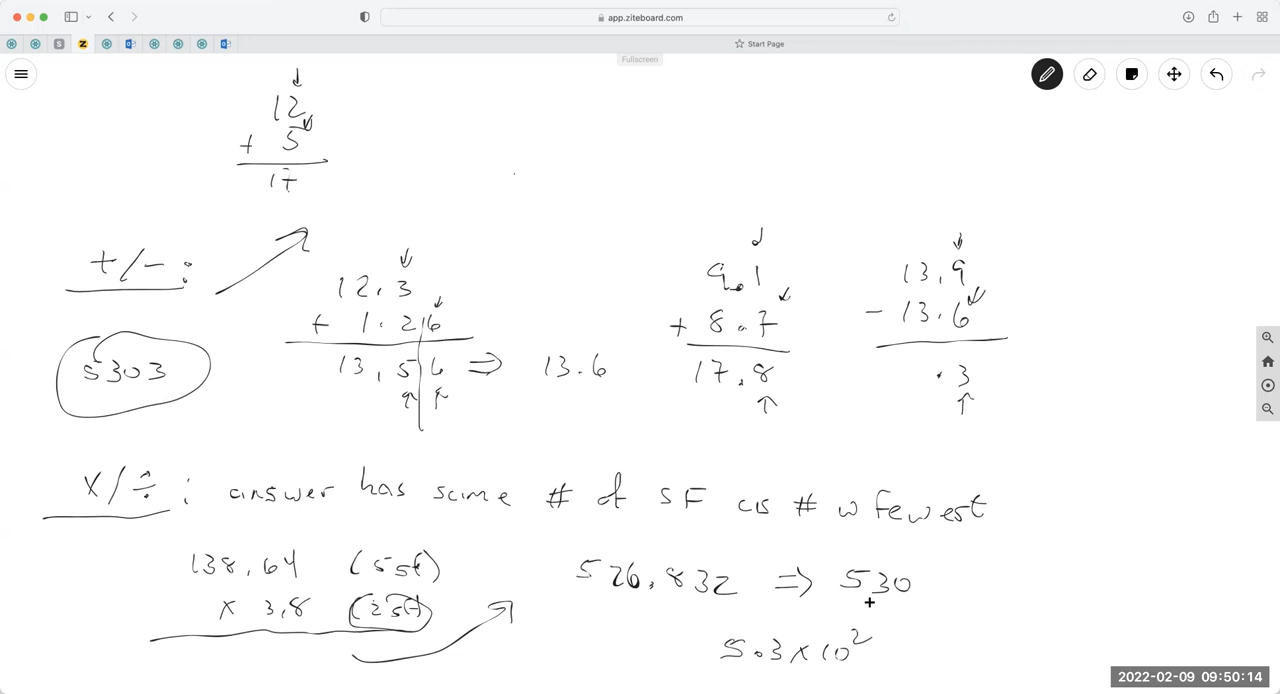 app.ziteboard.com
Start Page
Fullscreen
12
+ 5
17
+/- :
12.3
+ 1.26
13.56 ⇒ 13.6
9.1
+ 8.7
17.8
13.9
- 13.6
.3
5303
x/÷ : answer has same # of SF as # w fewest
138.64 (5sf)
x 3.8 (2sf)
526.832 ⇒ 530
5.3 x 10²
2022-02-09 09:50:14